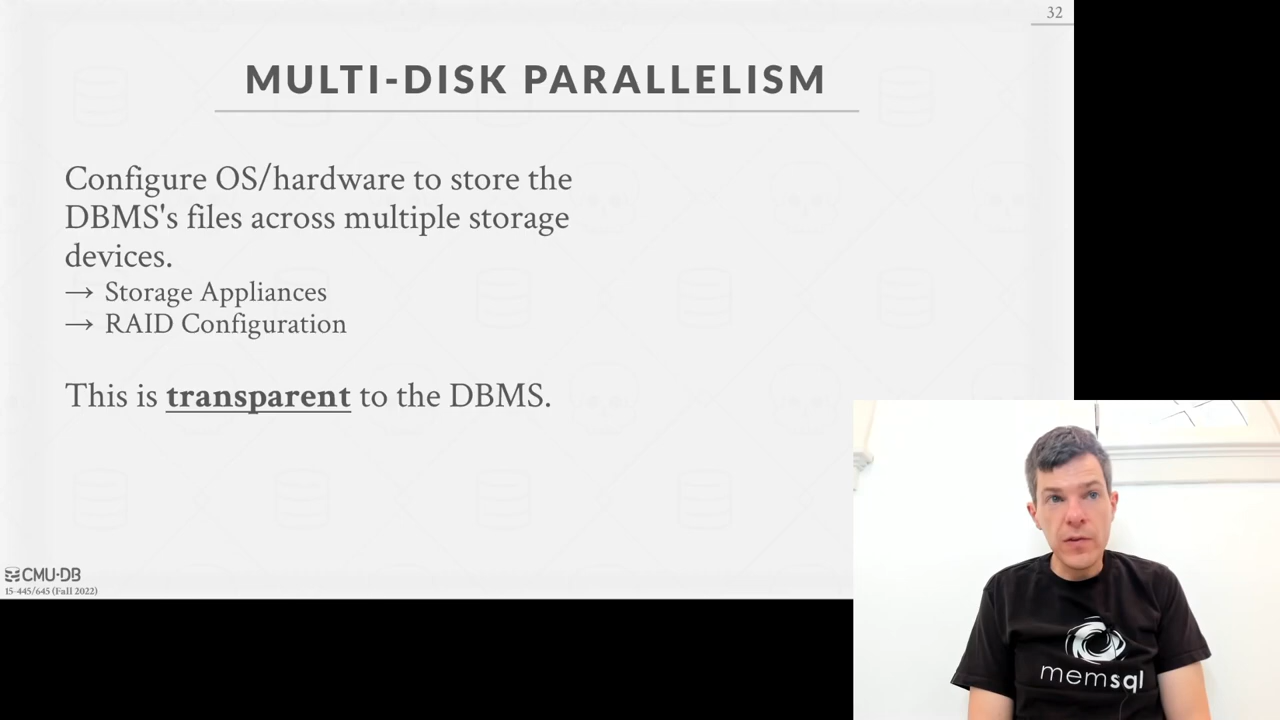 32
MULTI-DISK PARALLELISM
Configure OS/hardware to store the
DBMS's files across multiple storage
devices.
→ Storage Appliances
→ RAID Configuration
This is transparent to the DBMS.
CMU·DB
15-445/645 (Fall 2022)
memsql